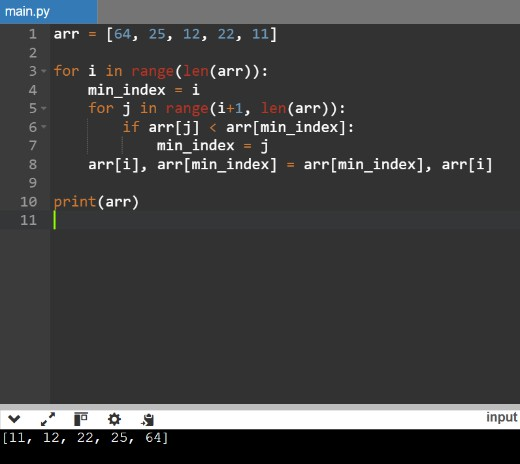 main.py
1 arr = [64, 25, 12, 22, 11]
2
3 for i in range(len(arr)):
4     min_index = i
5     for j in range(i+1, len(arr)):
6         if arr[j] < arr[min_index]:
7             min_index = j
8     arr[i], arr[min_index] = arr[min_index], arr[i]
9
10 print(arr)
11
input
[11, 12, 22, 25, 64]